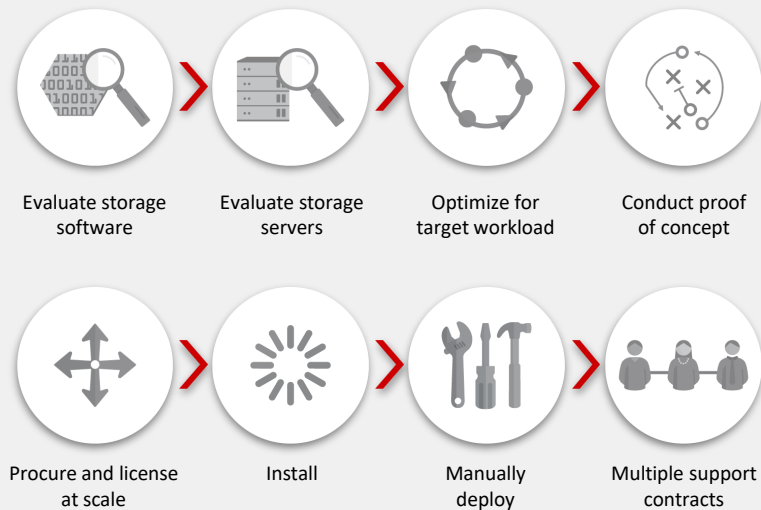 Evaluate storage
software
Evaluate storage
servers
Optimize for
target workload
Conduct proof
of concept
Procure and license
at scale
Install
Manually
deploy
Multiple support
contracts